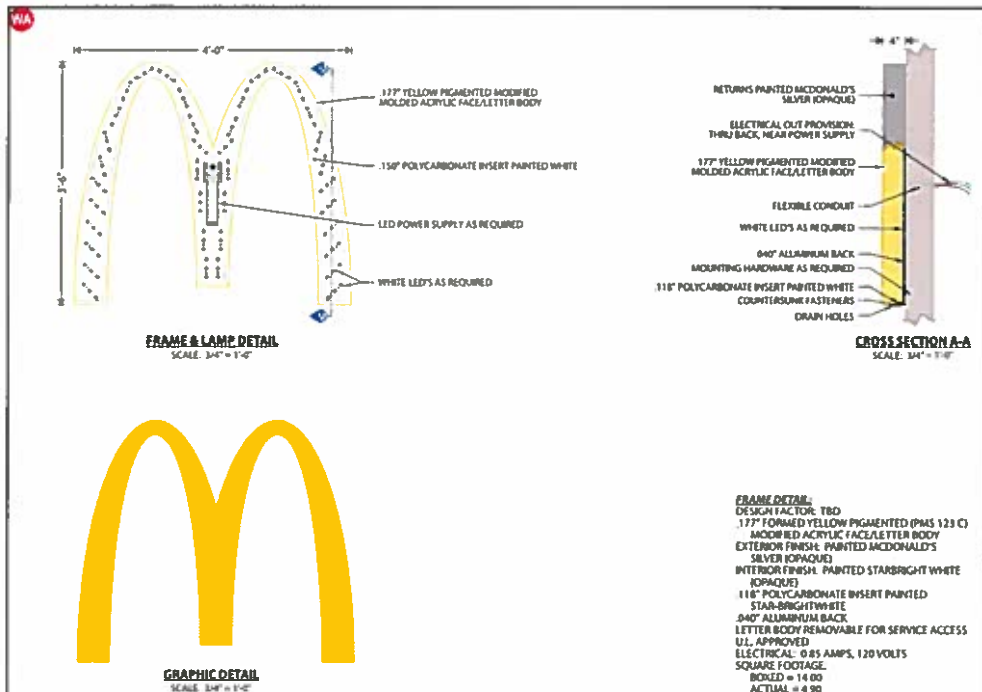 WA
4'-0"
3'-6"
.177" YELLOW PIGMENTED MODIFIED
MOLDED ACRYLIC FACE/LETTER BODY
.150" POLYCARBONATE INSERT PAINTED WHITE
LED POWER SUPPLY AS REQUIRED
WHITE LED'S AS REQUIRED
FRAME & LAMP DETAIL
SCALE: 3/4" = 1'-0"
4"
RETURNS PAINTED MCDONALD'S
SILVER (OPAQUE)
ELECTRICAL OUT PROVISION:
THRU BACK, NEAR POWER SUPPLY
.177" YELLOW PIGMENTED MODIFIED
MOLDED ACRYLIC FACE/LETTER BODY
FLEXIBLE CONDUIT
WHITE LED'S AS REQUIRED
.040" ALUMINUM BACK
MOUNTING HARDWARE AS REQUIRED
.118" POLYCARBONATE INSERT PAINTED WHITE
COUNTERSUNK FASTENERS
DRAIN HOLES
CROSS SECTION A-A
SCALE: 3/4" = 1'-0"
GRAPHIC DETAIL
SCALE: 3/4" = 1'-0"
FRAME DETAIL:
DESIGN FACTOR: TBD
.177" FORMED YELLOW PIGMENTED (PMS 123 C)
MODIFIED ACRYLIC FACE/LETTER BODY
EXTERIOR FINISH: PAINTED MCDONALD'S
SILVER (OPAQUE)
INTERIOR FINISH: PAINTED STARBRIGHT WHITE
(OPAQUE)
.118" POLYCARBONATE INSERT PAINTED
STAR-BRIGHT WHITE
.040" ALUMINUM BACK
LETTER BODY REMOVABLE FOR SERVICE ACCESS
U.L. APPROVED
ELECTRICAL: 0.85 AMPS, 120 VOLTS
SQUARE FOOTAGE:
BOXED = 14.00
ACTUAL = 4.90